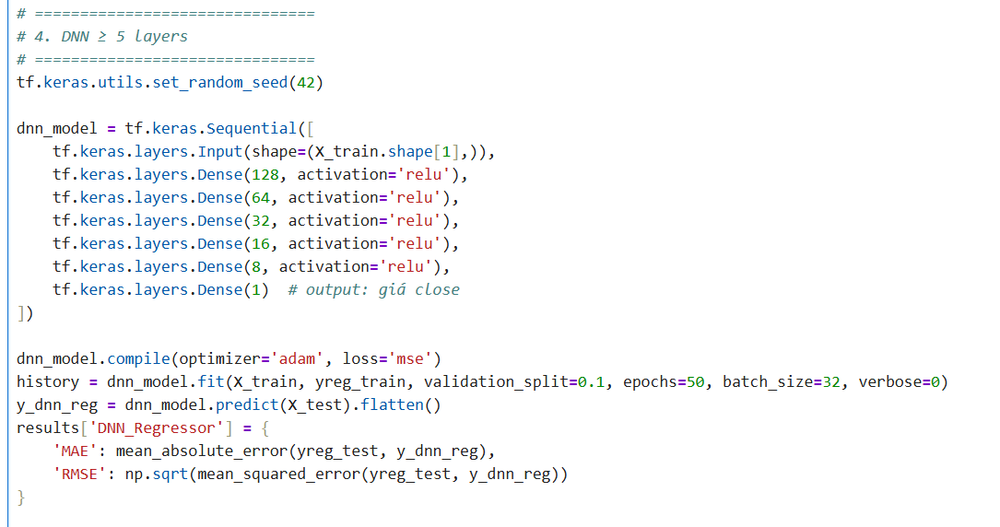 # ===============================
# 4. DNN ≥ 5 layers
# ===============================
tf.keras.utils.set_random_seed(42)

dnn_model = tf.keras.Sequential([
    tf.keras.layers.Input(shape=(X_train.shape[1],)),
    tf.keras.layers.Dense(128, activation='relu'),
    tf.keras.layers.Dense(64, activation='relu'),
    tf.keras.layers.Dense(32, activation='relu'),
    tf.keras.layers.Dense(16, activation='relu'),
    tf.keras.layers.Dense(8, activation='relu'),
    tf.keras.layers.Dense(1)  # output: giá close
])

dnn_model.compile(optimizer='adam', loss='mse')
history = dnn_model.fit(X_train, yreg_train, validation_split=0.1, epochs=50, batch_size=32, verbose=0)
y_dnn_reg = dnn_model.predict(X_test).flatten()
results['DNN_Regressor'] = {
    'MAE': mean_absolute_error(yreg_test, y_dnn_reg),
    'RMSE': np.sqrt(mean_squared_error(yreg_test, y_dnn_reg))
}